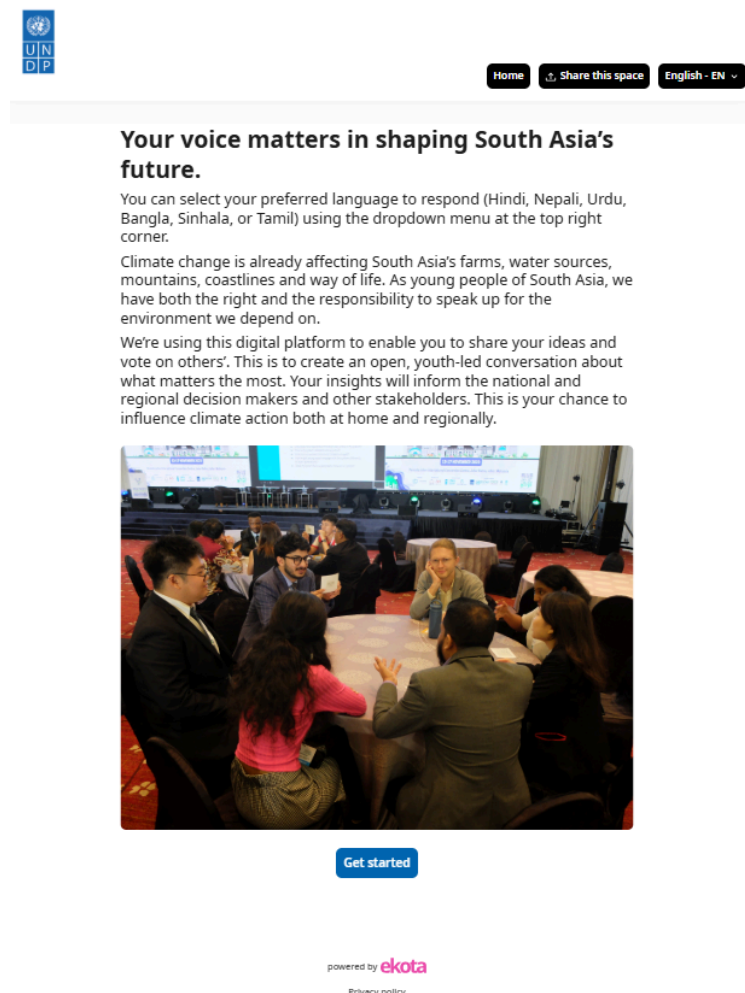 UN
DP
Home
Share this space
English - EN
Your voice matters in shaping South Asia’s
future.
You can select your preferred language to respond (Hindi, Nepali, Urdu,
Bangla, Sinhala, or Tamil) using the dropdown menu at the top right
corner.
Climate change is already affecting South Asia’s farms, water sources,
mountains, coastlines and way of life. As young people of South Asia, we
have both the right and the responsibility to speak up for the
environment we depend on.
We’re using this digital platform to enable you to share your ideas and
vote on others’. This is to create an open, youth-led conversation about
what matters the most. Your insights will inform the national and
regional decision makers and other stakeholders. This is your chance to
influence climate action both at home and regionally.
Get started
powered by ekota
Privacy policy